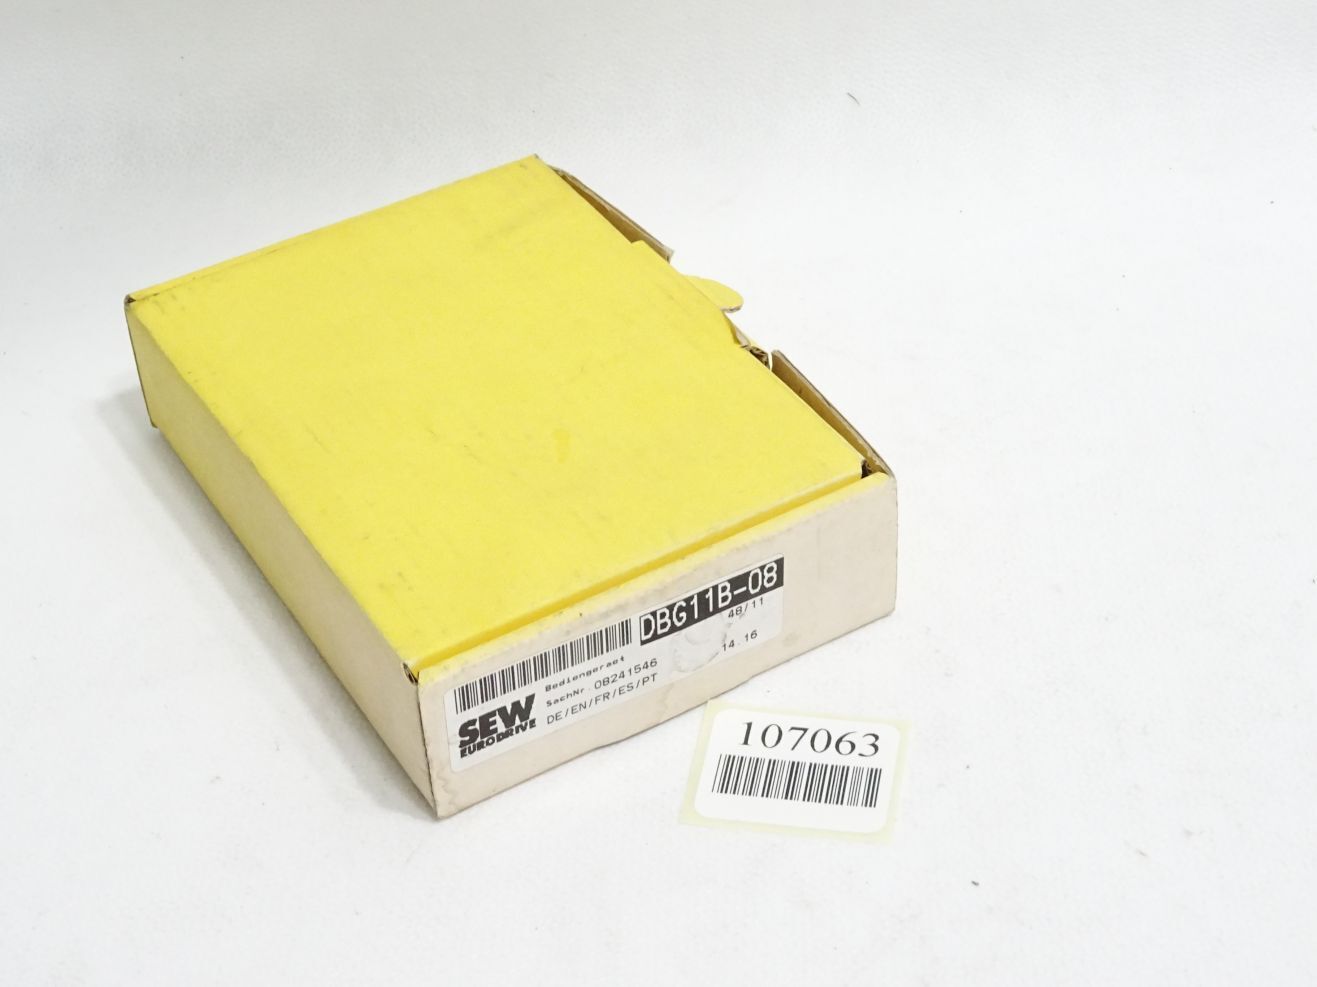 DBG11B-08
Bediengeraet
48/11
SachNr. 08241546
14.16
SEW
EURODRIVE
DE/EN/FR/ES/PT
107063